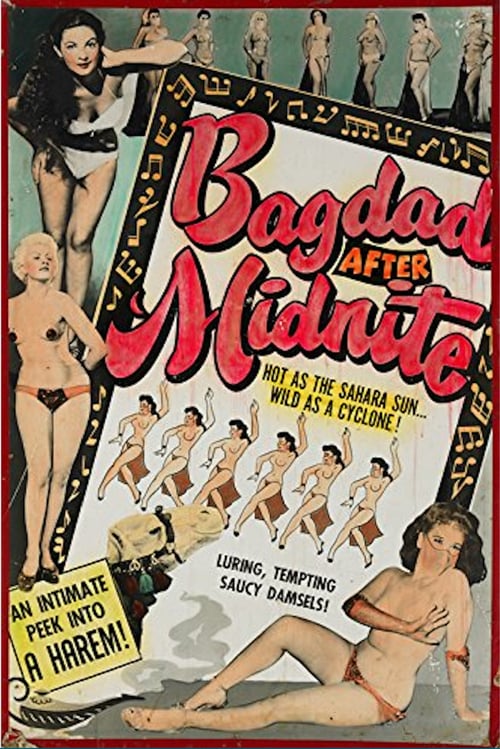 Bagdad
AFTER
Midnite
HOT AS THE SAHARA SUN...
WILD AS A CYCLONE!
LURING, TEMPTING
SAUCY DAMSELS!
AN INTIMATE
PEEK INTO
A HAREM!